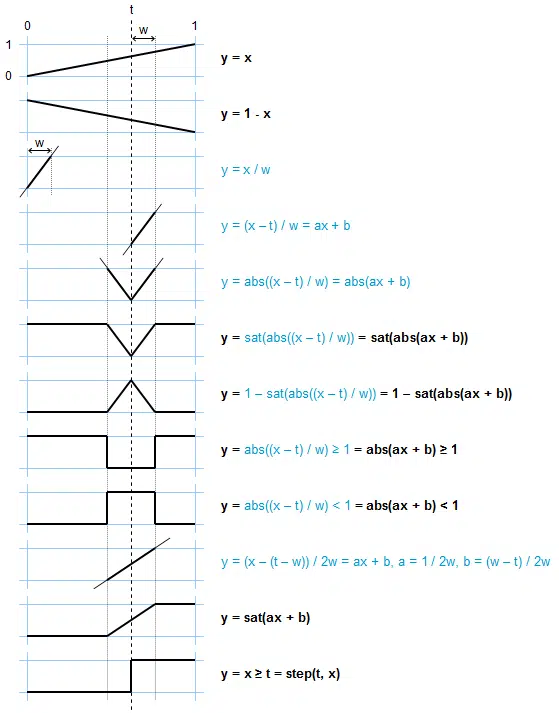 t
0 1
w
1
0
y = x
y = 1 - x
w
y = x / w
y = (x – t) / w = ax + b
y = abs((x – t) / w) = abs(ax + b)
y = sat(abs((x – t) / w)) = sat(abs(ax + b))
y = 1 – sat(abs((x – t) / w)) = 1 – sat(abs(ax + b))
y = abs((x – t) / w) ≥ 1 = abs(ax + b) ≥ 1
y = abs((x – t) / w) < 1 = abs(ax + b) < 1
y = (x – (t – w)) / 2w = ax + b, a = 1 / 2w, b = (w – t) / 2w
y = sat(ax + b)
y = x ≥ t = step(t, x)